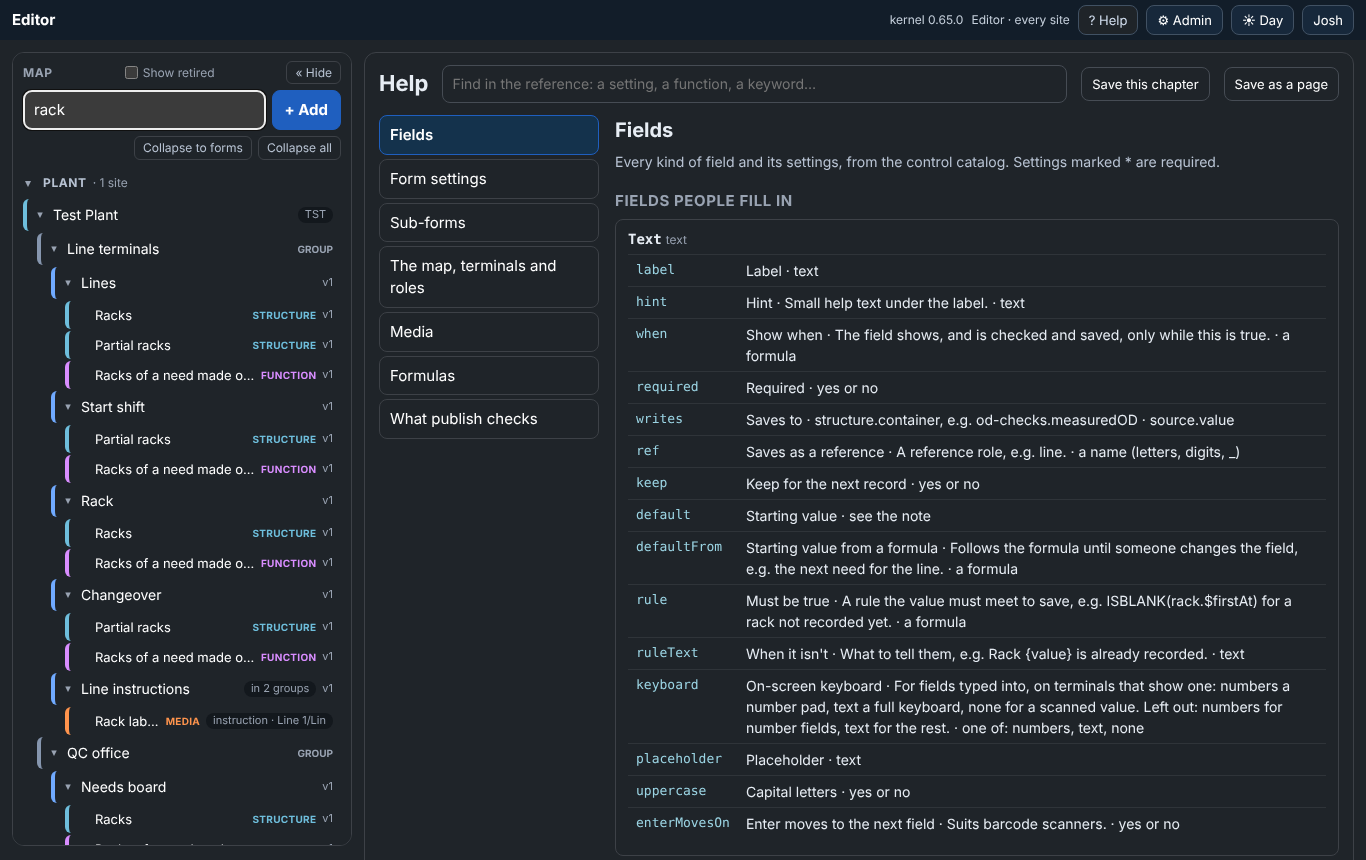 Editor
kernel 0.65.0 Editor · every site ? Help ⚙ Admin ☀ Day Josh
MAP Show retired « Hide
rack + Add
Collapse to forms Collapse all
▾ PLANT · 1 site
▾ Test Plant TST
▾ Line terminals GROUP
▾ Lines v1
Racks STRUCTURE v1
Partial racks STRUCTURE v1
Racks of a need made o... FUNCTION v1
▾ Start shift v1
Partial racks STRUCTURE v1
Racks of a need made o... FUNCTION v1
▾ Rack v1
Racks STRUCTURE v1
Racks of a need made o... FUNCTION v1
▾ Changeover v1
Partial racks STRUCTURE v1
Racks of a need made o... FUNCTION v1
▾ Line instructions in 2 groups v1
Rack lab... MEDIA instruction · Line 1/Lin
▾ QC office GROUP
▾ Needs board v1
Racks STRUCTURE v1
Help Find in the reference: a setting, a function, a keyword... Save this chapter Save as a page
Fields
Form settings
Sub-forms
The map, terminals and
roles
Media
Formulas
What publish checks
Fields
Every kind of field and its settings, from the control catalog. Settings marked * are required.
FIELDS PEOPLE FILL IN
Text text
label Label · text
hint Hint · Small help text under the label. · text
when Show when · The field shows, and is checked and saved, only while this is true. · a
formula
required Required · yes or no
writes Saves to · structure.container, e.g. od-checks.measuredOD · source.value
ref Saves as a reference · A reference role, e.g. line. · a name (letters, digits, _)
keep Keep for the next record · yes or no
default Starting value · see the note
defaultFrom Starting value from a formula · Follows the formula until someone changes the field,
e.g. the next need for the line. · a formula
rule Must be true · A rule the value must meet to save, e.g. ISBLANK(rack.$firstAt) for a
rack not recorded yet. · a formula
ruleText When it isn't · What to tell them, e.g. Rack {value} is already recorded. · text
keyboard On-screen keyboard · For fields typed into, on terminals that show one: numbers a
number pad, text a full keyboard, none for a scanned value. Left out: numbers for
number fields, text for the rest. · one of: numbers, text, none
placeholder Placeholder · text
uppercase Capital letters · yes or no
enterMovesOn Enter moves to the next field · Suits barcode scanners. · yes or no